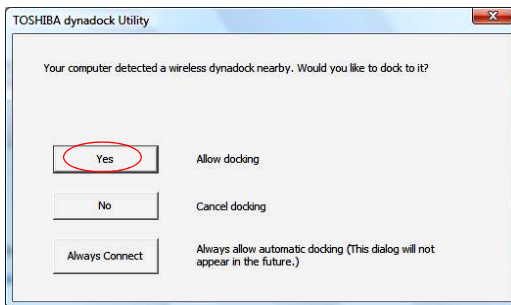 TOSHIBA dynadock Utility
Your computer detected a wireless dynadock nearby. Would you like to dock to it?
Yes Allow docking
No Cancel docking
Always Connect Always allow automatic docking (This dialog will not
appear in the future.)